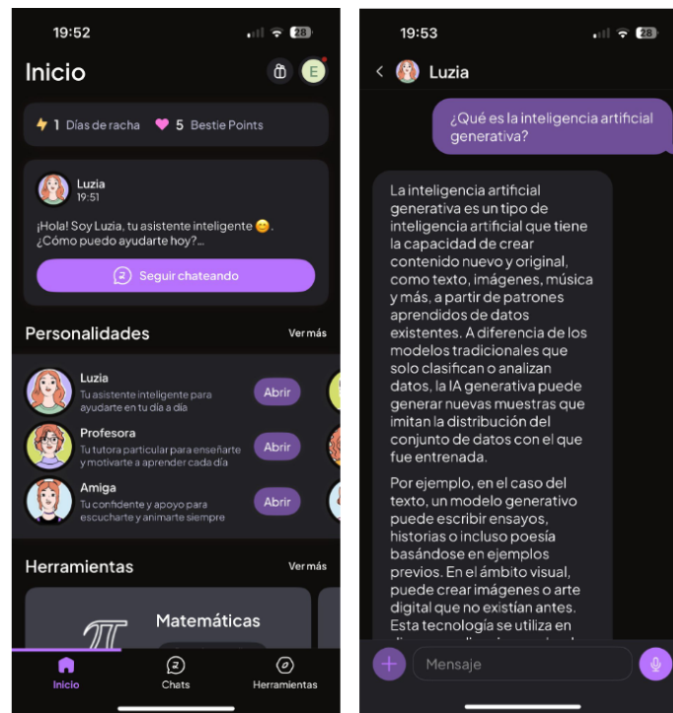 19:52
28
Inicio
E
1 Días de racha 5 Bestie Points
Luzia
19:51
¡Hola! Soy Luzia, tu asistente inteligente 😊.
¿Cómo puedo ayudarte hoy?...
Seguir chateando
Personalidades Ver más
Luzia
Tu asistente inteligente para
ayudarte en tu día a día
Abrir
Profesora
Tu tutora particular para enseñarte
y motivarte a aprender cada día
Abrir
Amiga
Tu confidente y apoyo para
escucharte y animarte siempre
Abrir
Herramientas Ver más
Matemáticas
Inicio Chats Herramientas
19:53
28
Luzia
¿Qué es la inteligencia artificial
generativa?
La inteligencia artificial
generativa es un tipo de
inteligencia artificial que tiene
la capacidad de crear
contenido nuevo y original,
como texto, imágenes, música
y más, a partir de patrones
aprendidos de datos
existentes. A diferencia de los
modelos tradicionales que
solo clasifican o analizan
datos, la IA generativa puede
generar nuevas muestras que
imitan la distribución del
conjunto de datos con el que
fue entrenada.
Por ejemplo, en el caso del
texto, un modelo generativo
puede escribir ensayos,
historias o incluso poesía
basándose en ejemplos
previos. En el ámbito visual,
puede crear imágenes o arte
digital que no existían antes.
Esta tecnología se utiliza en
Mensaje